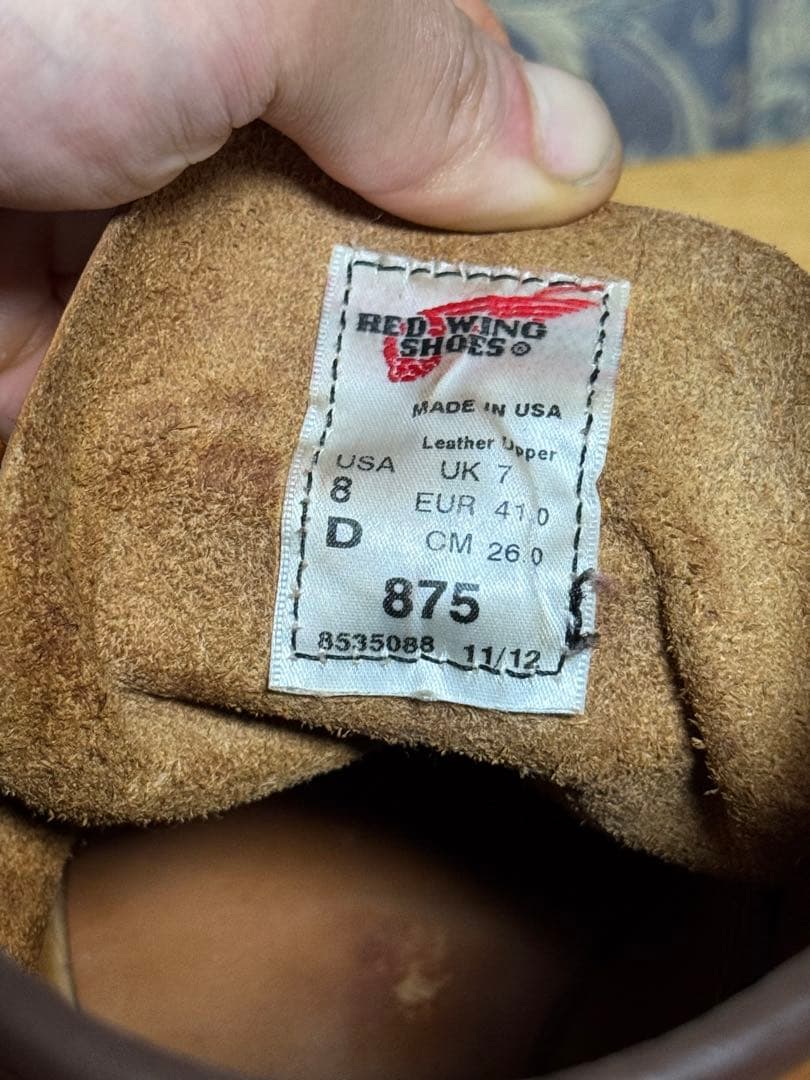 RED WING
SHOES®
MADE IN USA
Leather Upper
USA UK 7
8 EUR 41.0
D CM 26.0
875
8535088 11/12